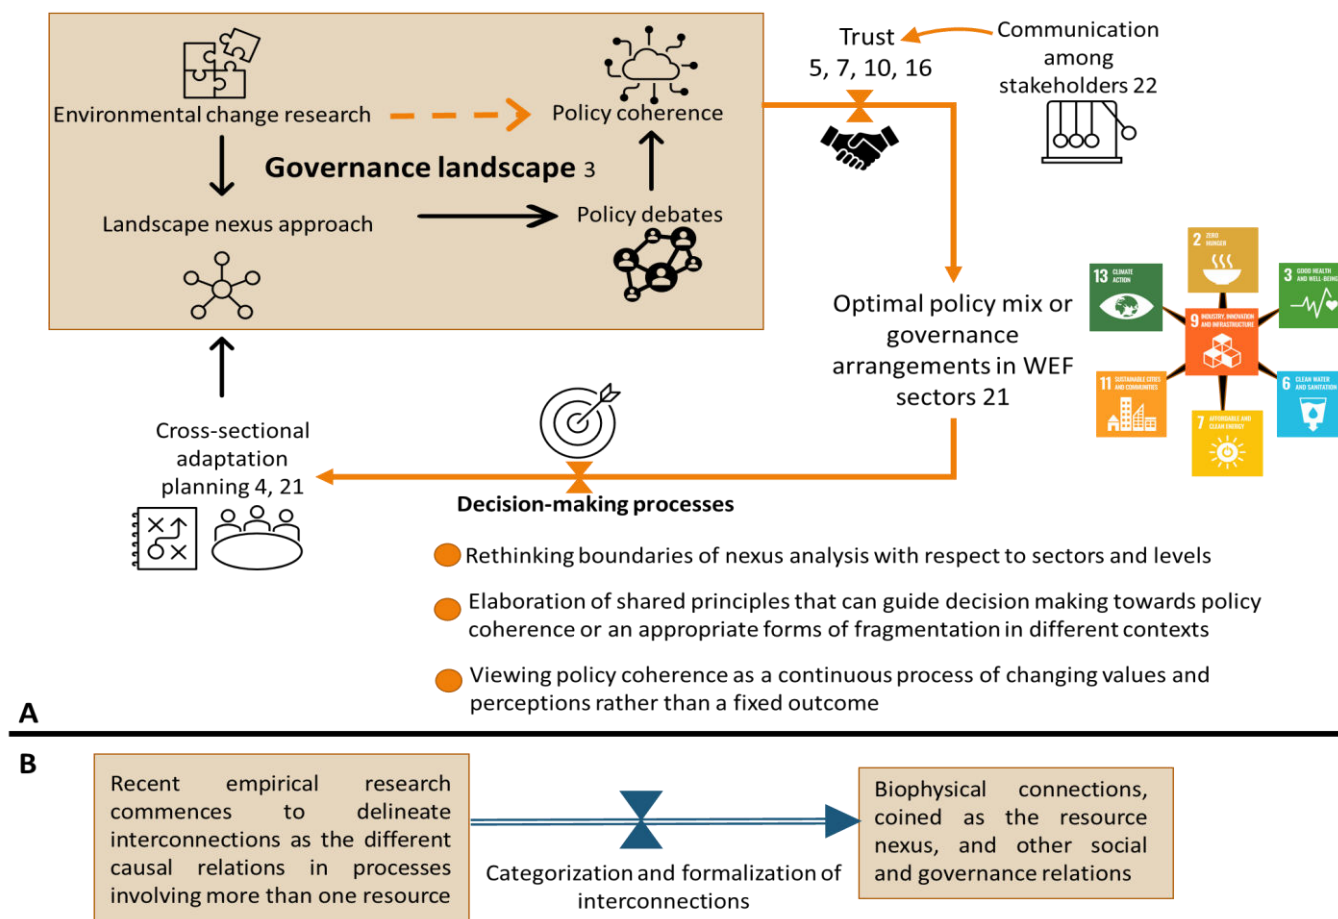 Environmental change research
Policy coherence
Governance landscape 3
Landscape nexus approach
Policy debates
Trust
5, 7, 10, 16
Communication
among
stakeholders 22
Optimal policy mix or
governance
arrangements in WEF
sectors 21
2 ZERO
HUNGER
13 CLIMATE
ACTION
3 GOOD HEALTH
AND WELL-BEING
9 INDUSTRY, INNOVATION
AND INFRASTRUCTURE
11 SUSTAINABLE CITIES
AND COMMUNITIES
6 CLEAN WATER
AND SANITATION
7 AFFORDABLE AND
CLEAN ENERGY
Cross-sectional
adaptation
planning 4, 21
Decision-making processes
Rethinking boundaries of nexus analysis with respect to sectors and levels
Elaboration of shared principles that can guide decision making towards policy
coherence or an appropriate forms of fragmentation in different contexts
Viewing policy coherence as a continuous process of changing values and
perceptions rather than a fixed outcome
A
B
Recent empirical research
commences to delineate
interconnections as the different
causal relations in processes
involving more than one resource
Categorization and formalization of
interconnections
Biophysical connections,
coined as the resource
nexus, and other social
and governance relations